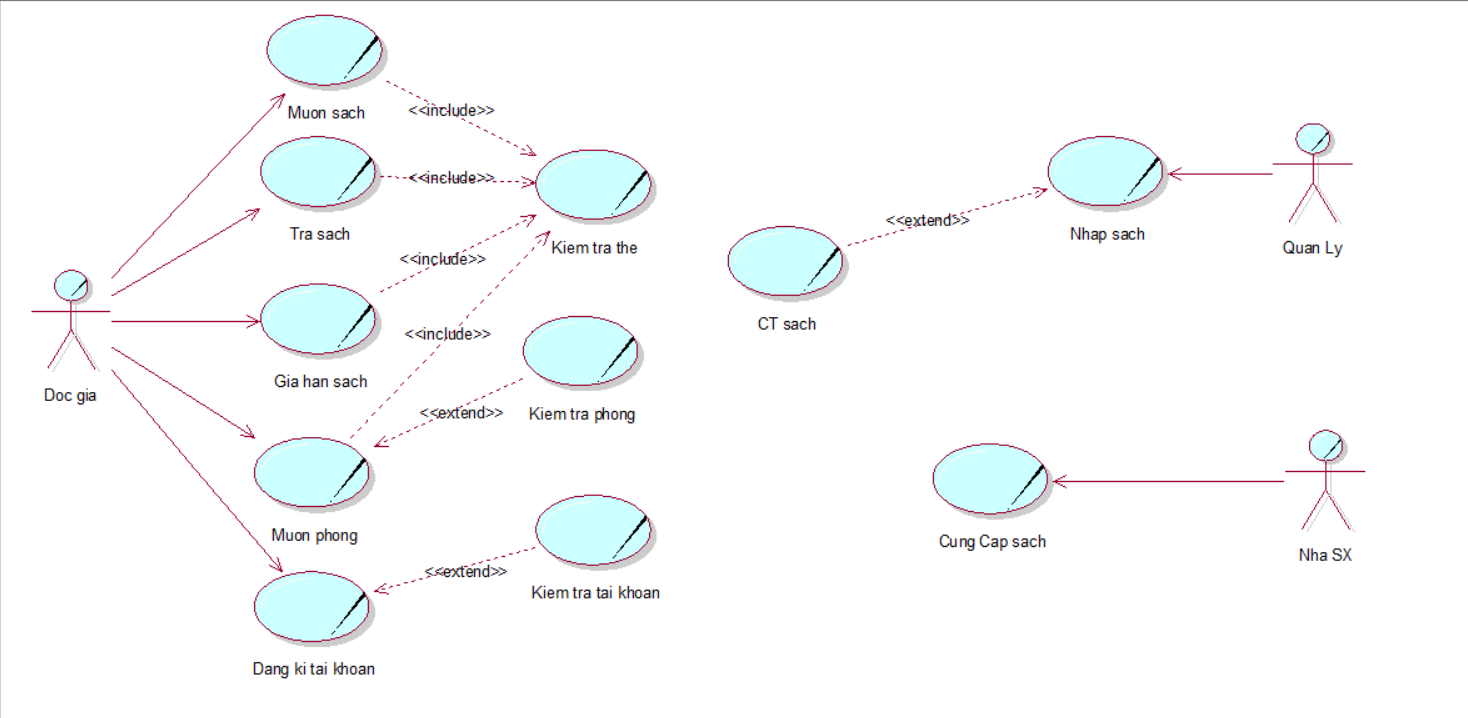 Muon sach
<<include>>
Tra sach
<<include>>
Kiem tra the
Gia han sach
<<include>>
<<include>>
Doc gia
Kiem tra phong
<<extend>>
Muon phong
Kiem tra tai khoan
<<extend>>
Dang ki tai khoan
CT sach
<<extend>>
Nhap sach
Quan Ly
Cung Cap sach
Nha SX